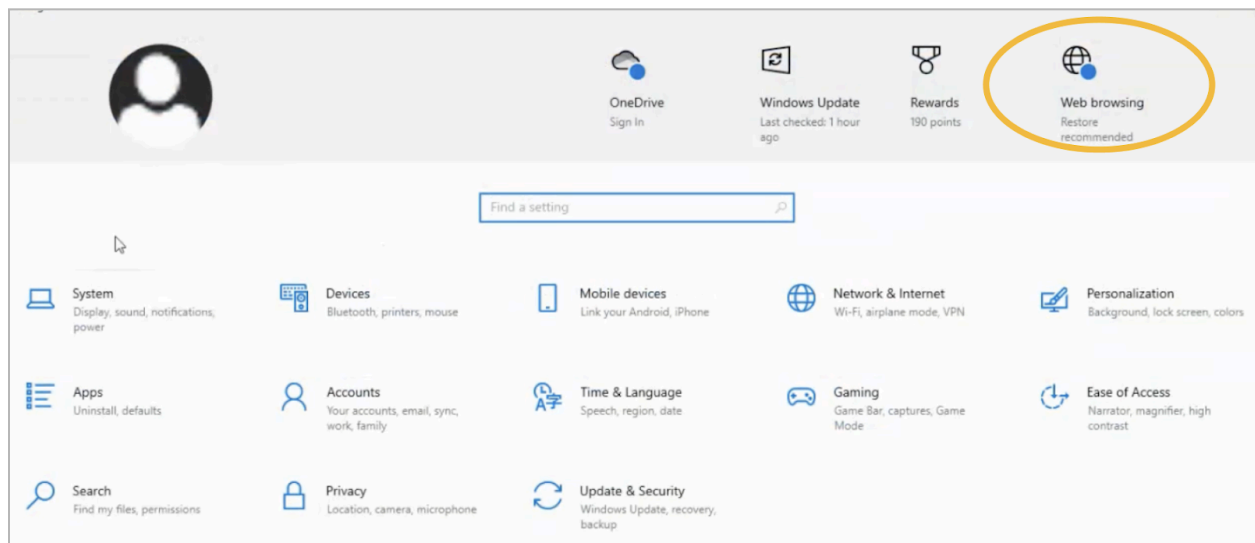 OneDrive
Sign In
Windows Update
Last checked: 1 hour
ago
Rewards
190 points
Web browsing
Restore
recommended
Find a setting
System
Display, sound, notifications,
power
Devices
Bluetooth, printers, mouse
Mobile devices
Link your Android, iPhone
Network & Internet
Wi-Fi, airplane mode, VPN
Personalization
Background, lock screen, colors
Apps
Uninstall, defaults
Accounts
Your accounts, email, sync,
work, family
Time & Language
Speech, region, date
Gaming
Game Bar, captures, Game
Mode
Ease of Access
Narrator, magnifier, high
contrast
Search
Find my files, permissions
Privacy
Location, camera, microphone
Update & Security
Windows Update, recovery,
backup